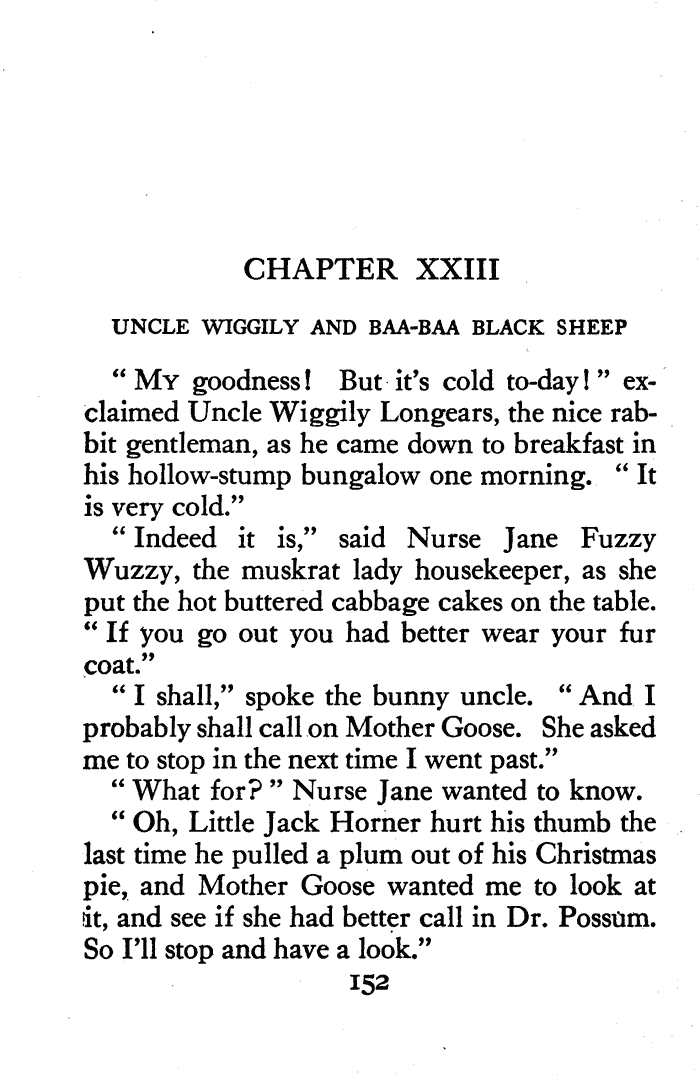 CHAPTER XXIII
UNCLE WIGGILY AND BAA-BAA BLACK SHEEP
“ MY goodness! But it's cold to-day! ” ex-
claimed Uncle Wiggily Longears, the nice rab-
bit gentleman, as he came down to breakfast in
his hollow-stump bungalow one morning. “ It
is very cold.”
“ Indeed it is,” said Nurse Jane Fuzzy
Wuzzy, the muskrat lady housekeeper, as she
put the hot buttered cabbage cakes on the table.
“ If you go out you had better wear your fur
coat.”
“ I shall,” spoke the bunny uncle. “ And I
probably shall call on Mother Goose. She asked
me to stop in the next time I went past.”
“ What for? ” Nurse Jane wanted to know.
“ Oh, Little Jack Horner hurt his thumb the
last time he pulled a plum out of his Christmas
pie, and Mother Goose wanted me to look at
it, and see if she had better call in Dr. Possum.
So I'll stop and have a look.”
152